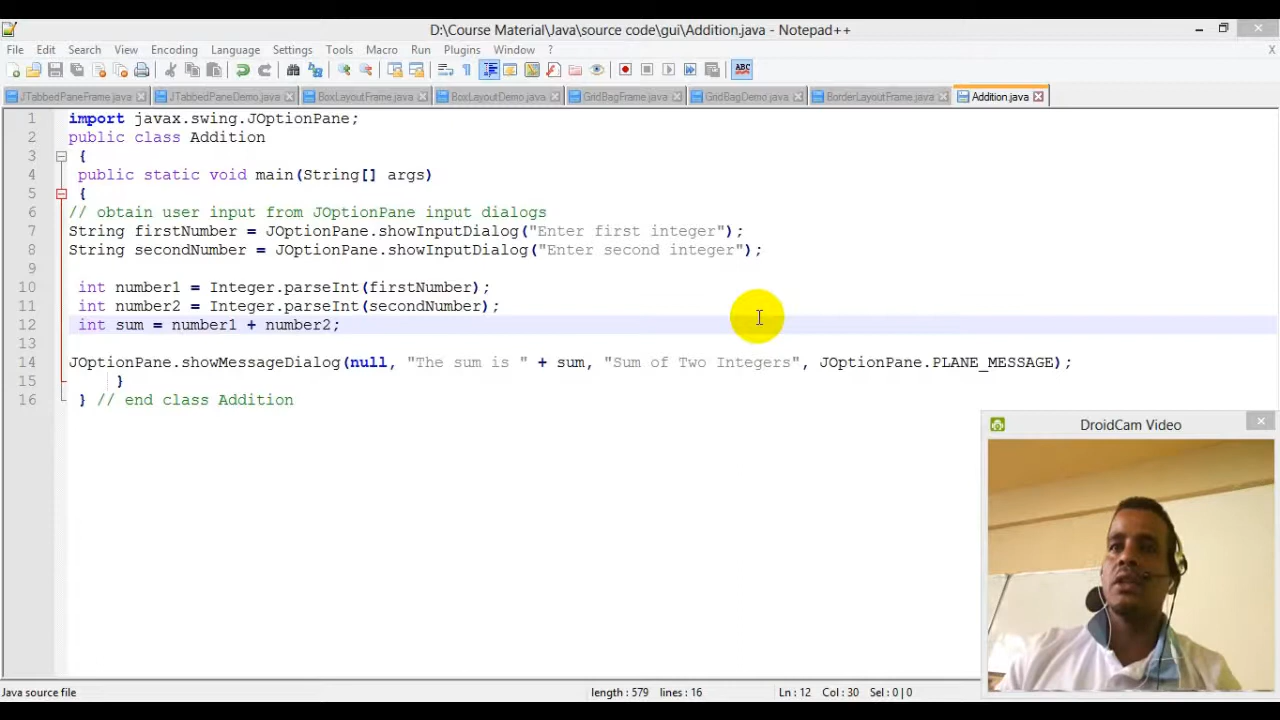 D:\Course Material\Java\source code\gui\Addition.java - Notepad++
File Edit Search View Encoding Language Settings Tools Macro Run Plugins Window ?
X
JTabbedPaneFrame.java JTabbedPaneDemo.java BoxLayoutFrame.java BoxLayoutDemo.java GridBagFrame.java GridBagDemo.java BorderLayoutFrame.java Addition.java
1 import javax.swing.JOptionPane;
2 public class Addition
3 {
4 public static void main(String[] args)
5 {
6 // obtain user input from JOptionPane input dialogs
7 String firstNumber = JOptionPane.showInputDialog("Enter first integer");
8 String secondNumber = JOptionPane.showInputDialog("Enter second integer");
9
10 int number1 = Integer.parseInt(firstNumber);
11 int number2 = Integer.parseInt(secondNumber);
12 int sum = number1 + number2;
13
14 JOptionPane.showMessageDialog(null, "The sum is " + sum, "Sum of Two Integers", JOptionPane.PLANE_MESSAGE);
15 }
16 } // end class Addition
DroidCam Video
Java source file length : 579 lines : 16 Ln : 12 Col : 30 Sel : 0 | 0